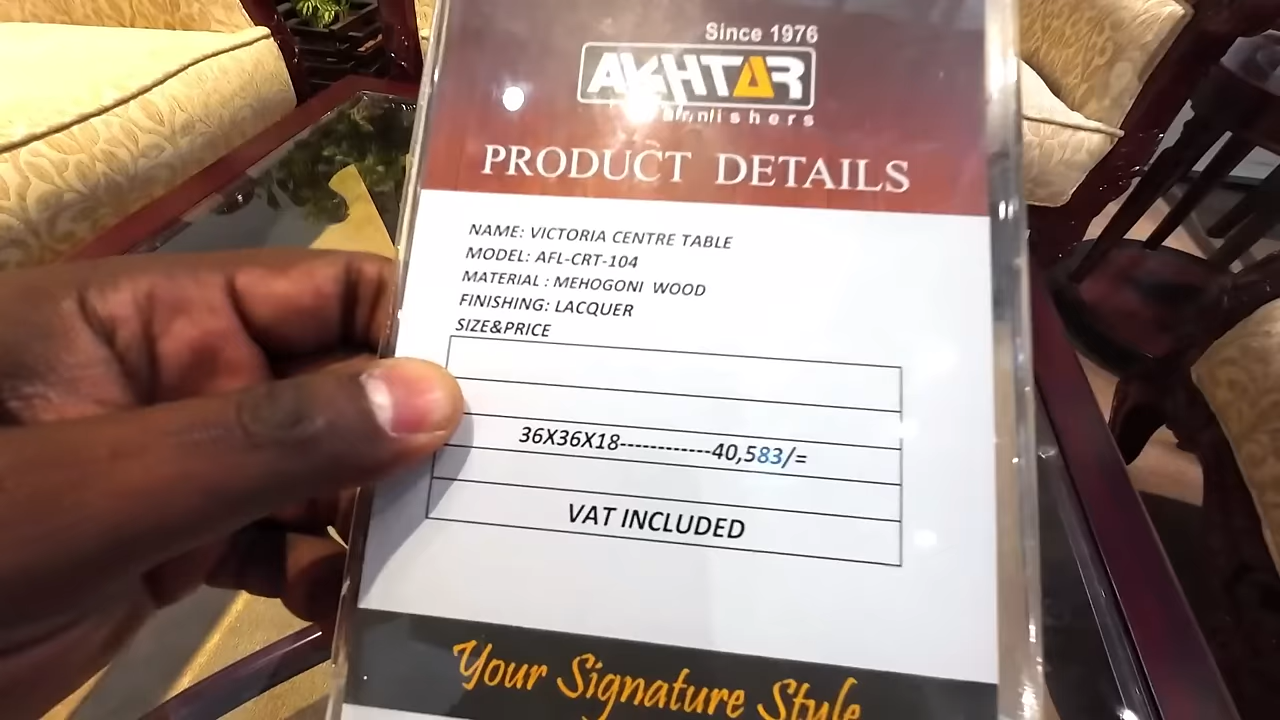 Since 1976
AKHTAR
PRODUCT DETAILS
NAME: VICTORIA CENTRE TABLE
MODEL: AFL-CRT-104
MATERIAL : MEHOGONI WOOD
FINISHING: LACQUER
SIZE&PRICE
36X36X18------------40,583/=
VAT INCLUDED
Your Signature Style